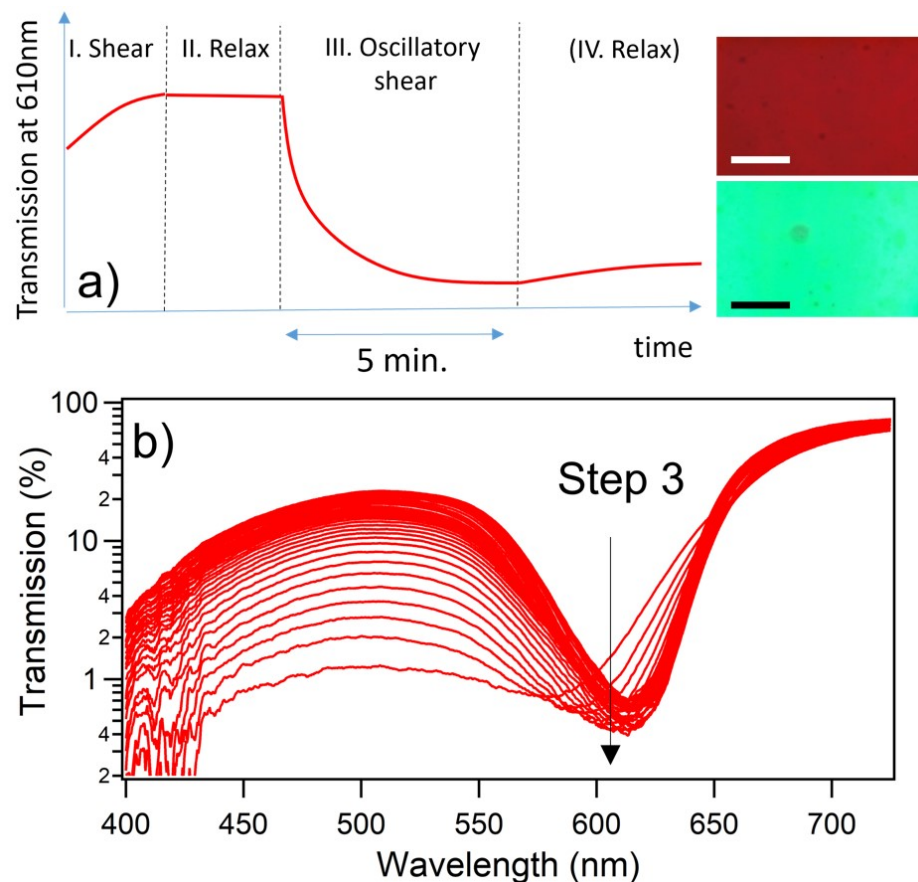 Transmission at 610nm
I. Shear
II. Relax
III. Oscillatory
shear
(IV. Relax)
a)
5 min.
time
b)
Step 3
Transmission (%)
100
4
2
10
4
2
1
4
2
400
450
500
550
600
650
700
Wavelength (nm)